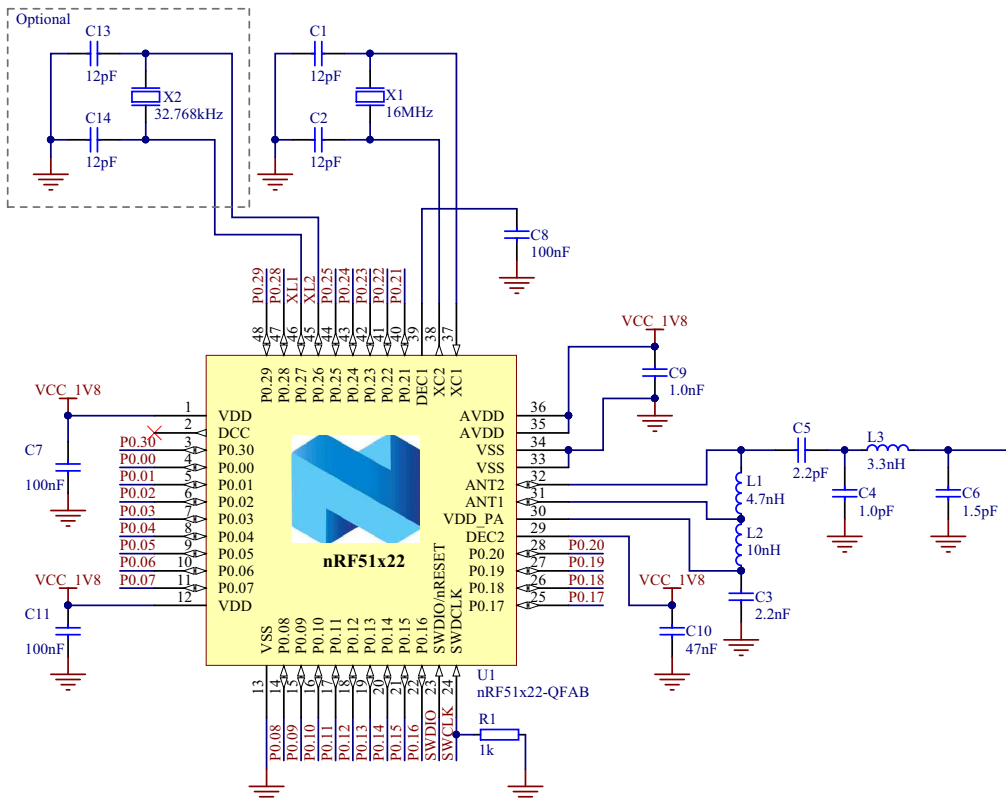 Optional
C13
12pF
X2
32.768kHz
C14
12pF
C1
12pF
X1
16MHz
C2
12pF
C8
100nF
P0.29
P0.28
XL1
XL2
P0.25
P0.24
P0.23
P0.22
P0.21
48
47
46
45
44
43
42
41
40
39
38
37
P0.29
P0.28
P0.27
P0.26
P0.25
P0.24
P0.23
P0.22
P0.21
DEC1
XC2
XC1
VCC_1V8
C9
1.0nF
VCC_1V8
C7
100nF
VCC_1V8
C11
100nF
1 VDD
2 DCC
P0.30 3 P0.30
P0.00 4 P0.00
P0.01 5 P0.01
P0.02 6 P0.02
P0.03 7 P0.03
P0.04 8 P0.04
P0.05 9 P0.05
P0.06 10 P0.06
P0.07 11 P0.07
12 VDD
nRF51x22
AVDD 36
AVDD 35
VSS 34
VSS 33
ANT2 32
ANT1 31
VDD_PA 30
DEC2 29
P0.20 28 P0.20
P0.19 27 P0.19
P0.18 26 P0.18
P0.17 25 P0.17
C5
2.2pF
L3
3.3nH
L1
4.7nH
C4
1.0pF
C6
1.5pF
L2
10nH
C3
2.2nF
VCC_1V8
C10
47nF
VSS
P0.08
P0.09
P0.10
P0.11
P0.12
P0.13
P0.14
P0.15
P0.16
SWDIO/nRESET
SWDCLK
13
14
15
16
17
18
19
20
21
22
23
24
P0.08
P0.09
P0.10
P0.11
P0.12
P0.13
P0.14
P0.15
P0.16
SWDIO
SWCLK
U1
nRF51x22-QFAB
R1
1k